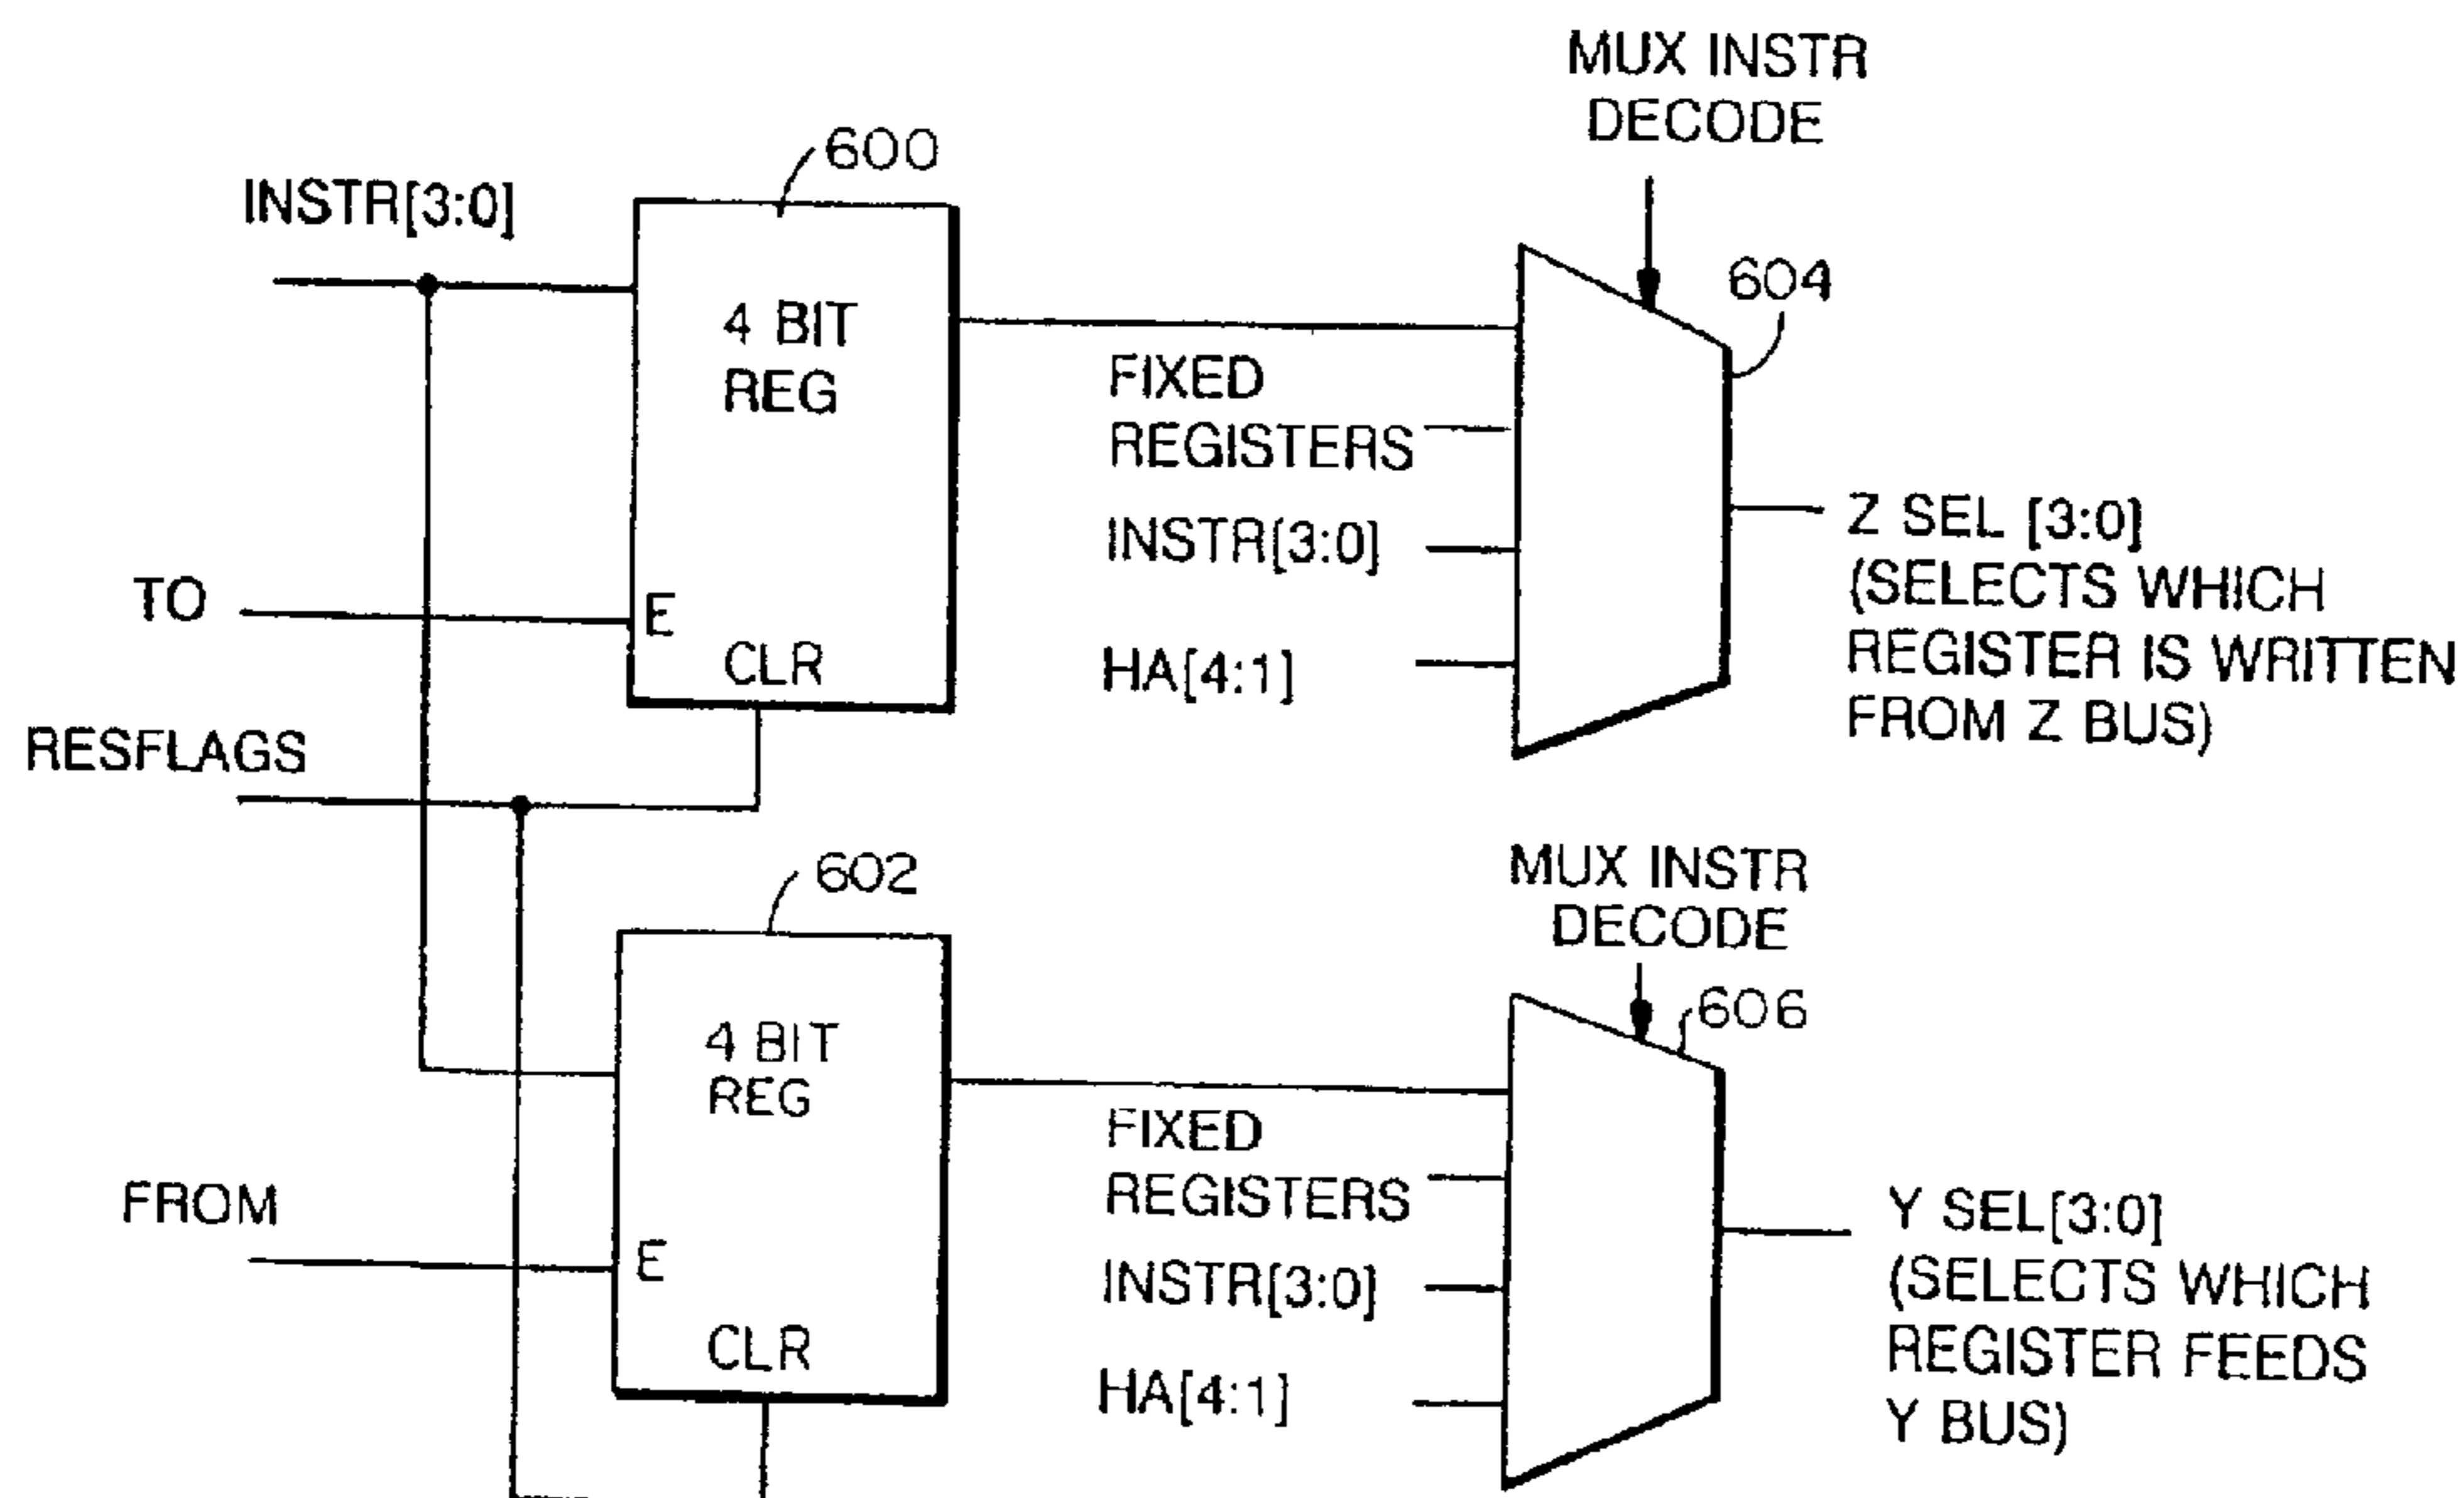 MUX INSTR
DECODE
600
INSTR[3:0]
604
4 BIT
REG
FIXED
REGISTERS
INSTR[3:0]
Z SEL [3:0]
(SELECTS WHICH
REGISTER IS WRITTEN
FROM Z BUS)
TO
E
CLR
HA[4:1]
RESFLAGS
602
MUX INSTR
DECODE
606
4 BIT
REG
FIXED
REGISTERS
FROM
E
INSTR[3:0]
Y SEL[3:0]
(SELECTS WHICH
REGISTER FEEDS
Y BUS)
CLR
HA[4:1]